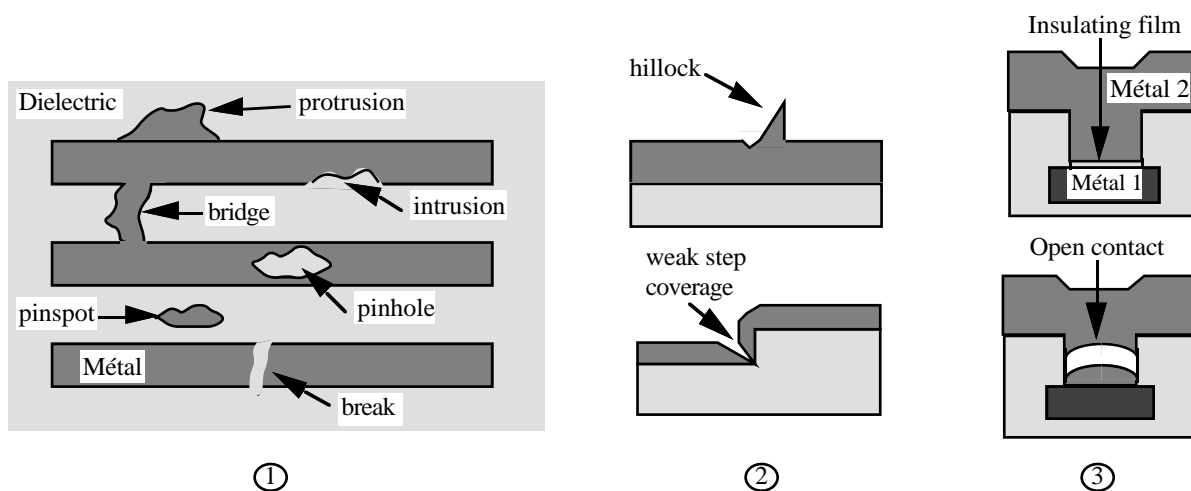 Dielectric
protrusion
intrusion
bridge
pinhole
pinspot
Métal
break
1
hillock
weak step
coverage
2
Insulating film
Métal 2
Métal 1
Open contact
3